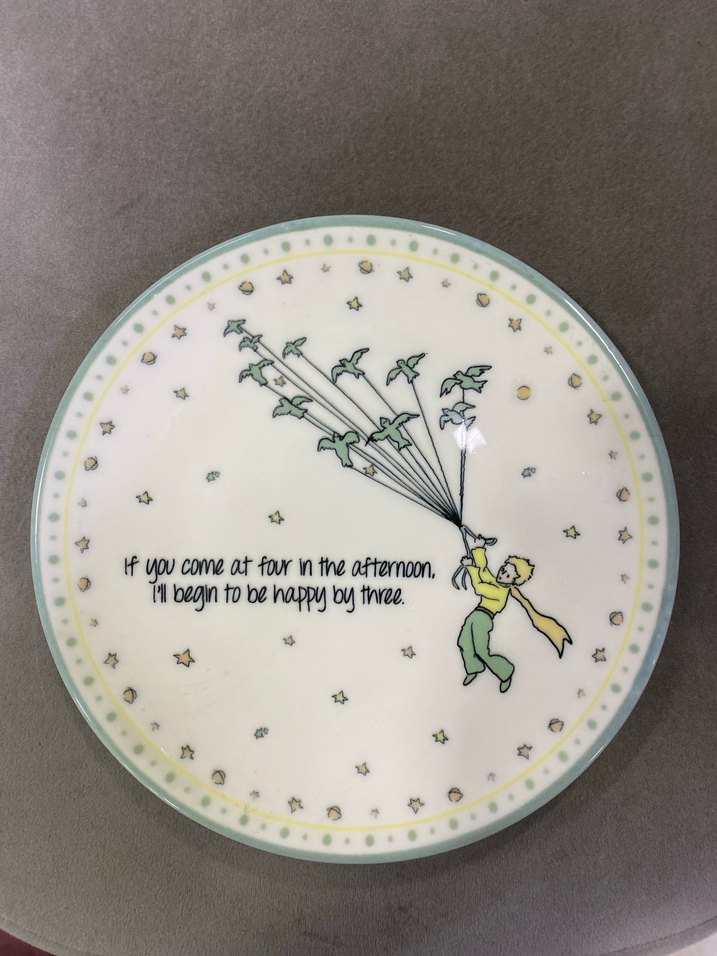 If you come at four in the afternoon,
I'll begin to be happy by three.